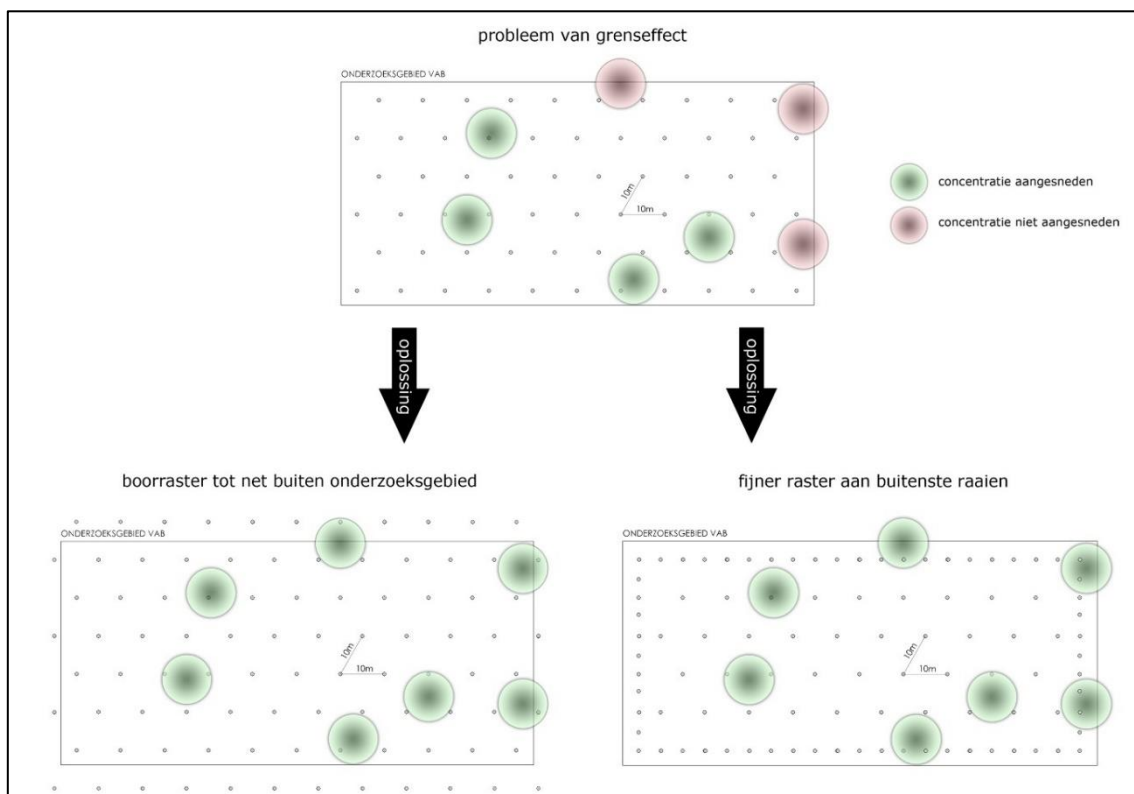 probleem van grenseffect
ONDERZOEKSGEBIED VAB
10m
10m
concentratie aangesneden
concentratie niet aangesneden
oplossing
oplossing
boorraster tot net buiten onderzoeksgebied
fijner raster aan buitenste raaien
ONDERZOEKSGEBIED VAB
10m
10m
ONDERZOEKSGEBIED VAB
10m
10m